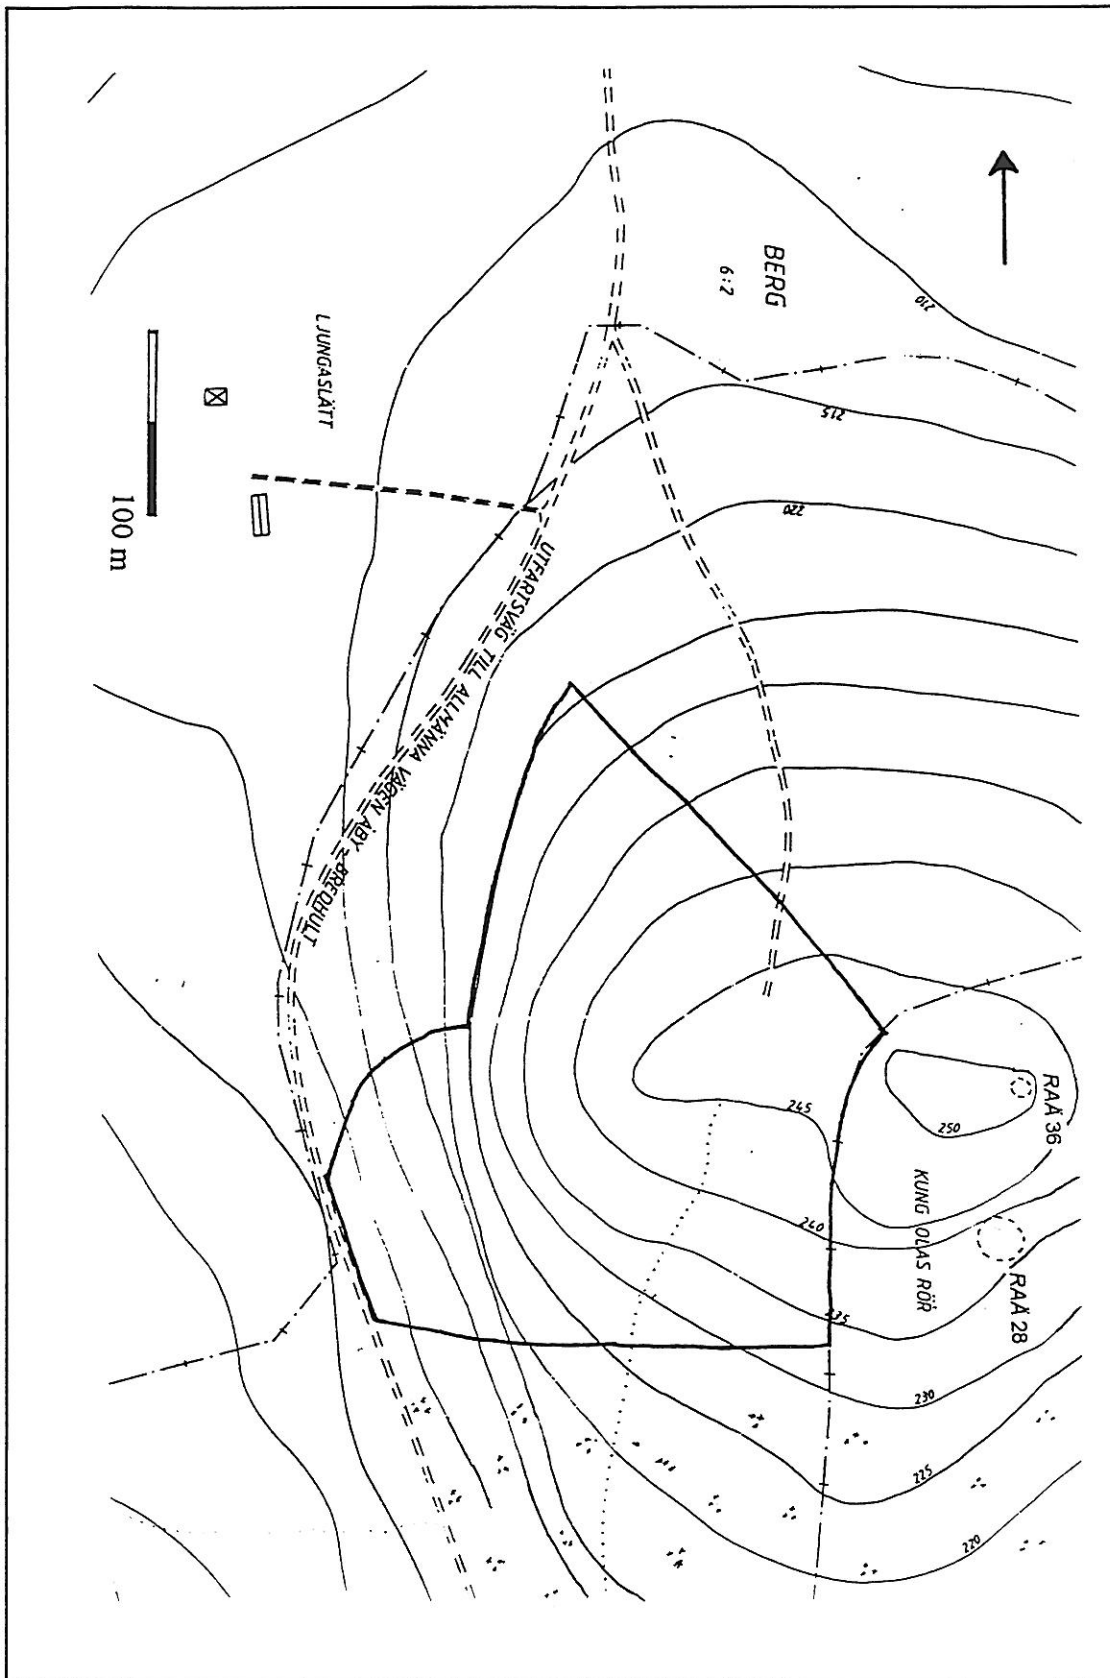 BERG
6:2
210
215
220
LJUNGASLÄTT
100 m
UTFARTSVÄG TILL ALLMÄNNA VÄGEN ÅBY - BREDHULT
RAÄ 36
250
245
KUNG OLAS RÖR
240
RAÄ 28
235
230
225
220